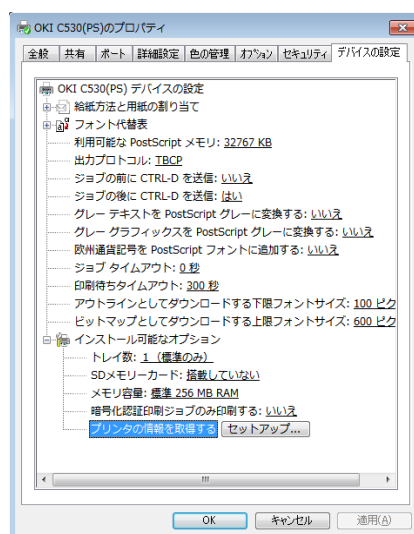 OKI C530(PS)のプロパティ
全般 共有 ポート 詳細設定 色の管理 オプション セキュリティ デバイスの設定
OKI C530(PS) デバイスの設定
給紙方法と用紙の割り当て
フォント代替表
利用可能な PostScript メモリ: 32767 KB
出力プロトコル: TBCP
ジョブの前に CTRL-D を送信: いいえ
ジョブの後に CTRL-D を送信: はい
グレー テキストを PostScript グレーに変換する: いいえ
グレー グラフィックスを PostScript グレーに変換する: いいえ
欧州通貨記号を PostScript フォントに追加する: いいえ
ジョブ タイムアウト: 0 秒
印刷待ちタイムアウト: 300 秒
アウトラインとしてダウンロードする下限フォントサイズ: 100 ピク
ビットマップとしてダウンロードする上限フォントサイズ: 600 ピク
インストール可能なオプション
トレイ数: 1 (標準のみ)
SDメモリーカード: 搭載していない
メモリ容量: 標準 256 MB RAM
暗号化認証印刷ジョブのみ印刷する: いいえ
プリンタの情報を取得する セットアップ...
OK キャンセル 適用(A)